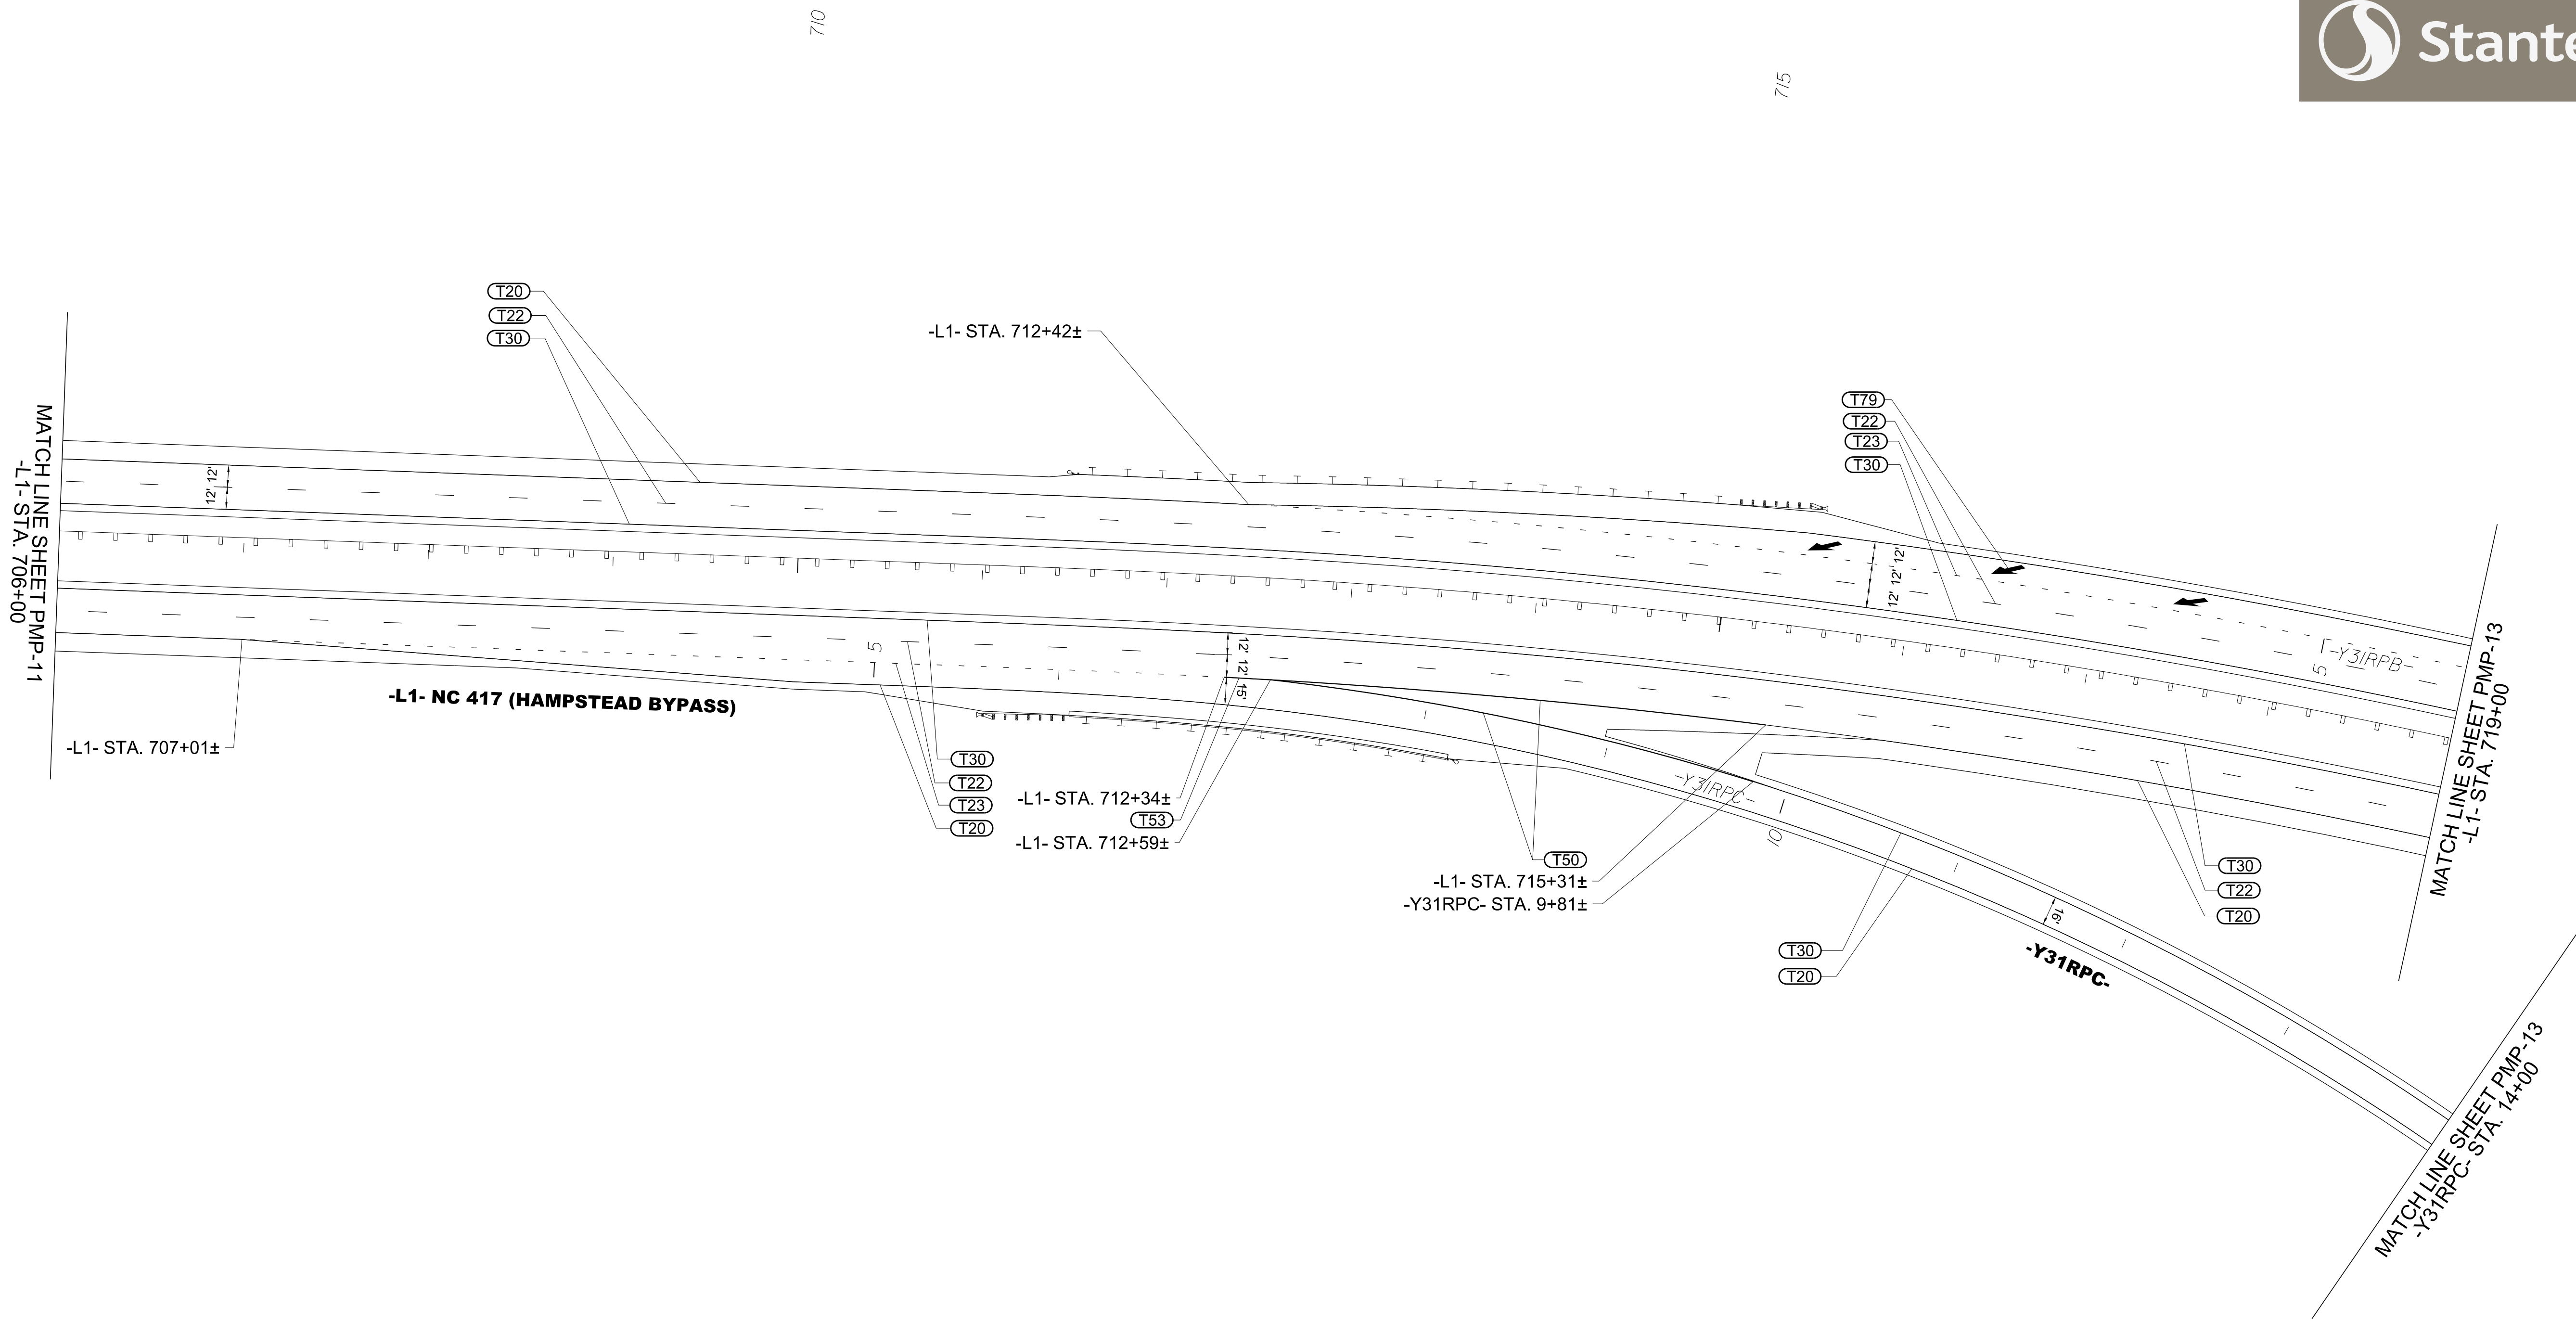 710
715
T20
T22
T30
-L1- STA. 712+42±
T79
T22
T23
T30
MATCH LINE SHEET PMP-11
-L1- STA. 706+00
12' 12'
12' 12' 12'
-Y31RPB-
5
5
12' 12' 15'
-L1- NC 417 (HAMPSTEAD BYPASS)
-L1- STA. 707+01±
T30
T22
T23
T20
-L1- STA. 712+34±
T53
-L1- STA. 712+59±
-Y31RPC-
10
T50
-L1- STA. 715+31±
-Y31RPC- STA. 9+81±
T30
T22
T20
T30
T20
16'
-Y31RPC-
MATCH LINE SHEET PMP-13
-L1- STA. 719+00
MATCH LINE SHEET PMP-13
-Y31RPC- STA. 14+00